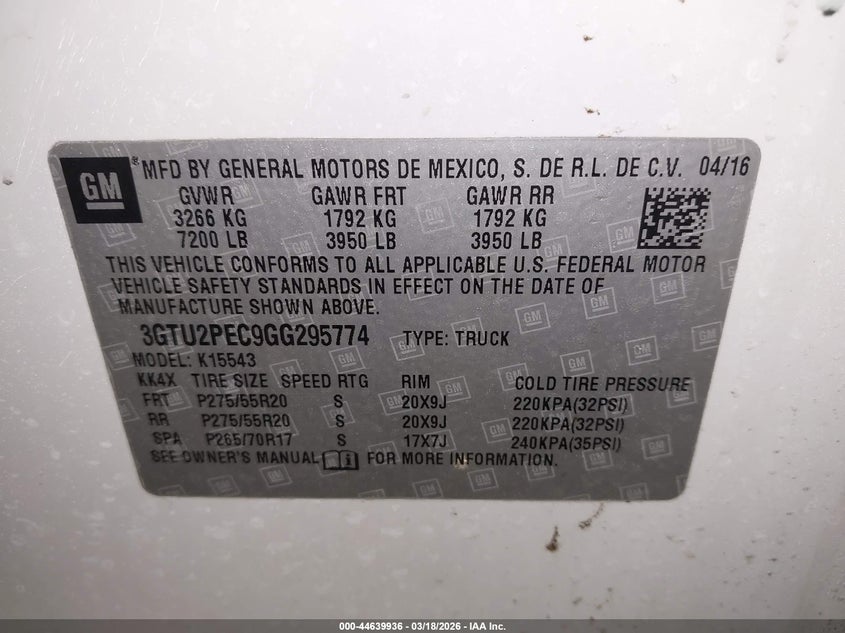 GM
® MFD BY GENERAL MOTORS DE MEXICO, S. DE R.L. DE C.V. 04/16
GVWR GAWR FRT GAWR RR
3266 KG 1792 KG 1792 KG
7200 LB 3950 LB 3950 LB
THIS VEHICLE CONFORMS TO ALL APPLICABLE U.S. FEDERAL MOTOR
VEHICLE SAFETY STANDARDS IN EFFECT ON THE DATE OF
MANUFACTURE SHOWN ABOVE.
3GTU2PEC9GG295774 TYPE: TRUCK
MODEL: K15543
KK4X TIRE SIZE SPEED RTG RIM COLD TIRE PRESSURE
FRT P275/55R20 S 20X9J 220KPA(32PSI)
RR P275/55R20 S 20X9J 220KPA(32PSI)
SPA P265/70R17 S 17X7J 240KPA(35PSI)
SEE OWNER'S MANUAL FOR MORE INFORMATION.
000-44639936 - 03/18/2026 - IAA Inc.